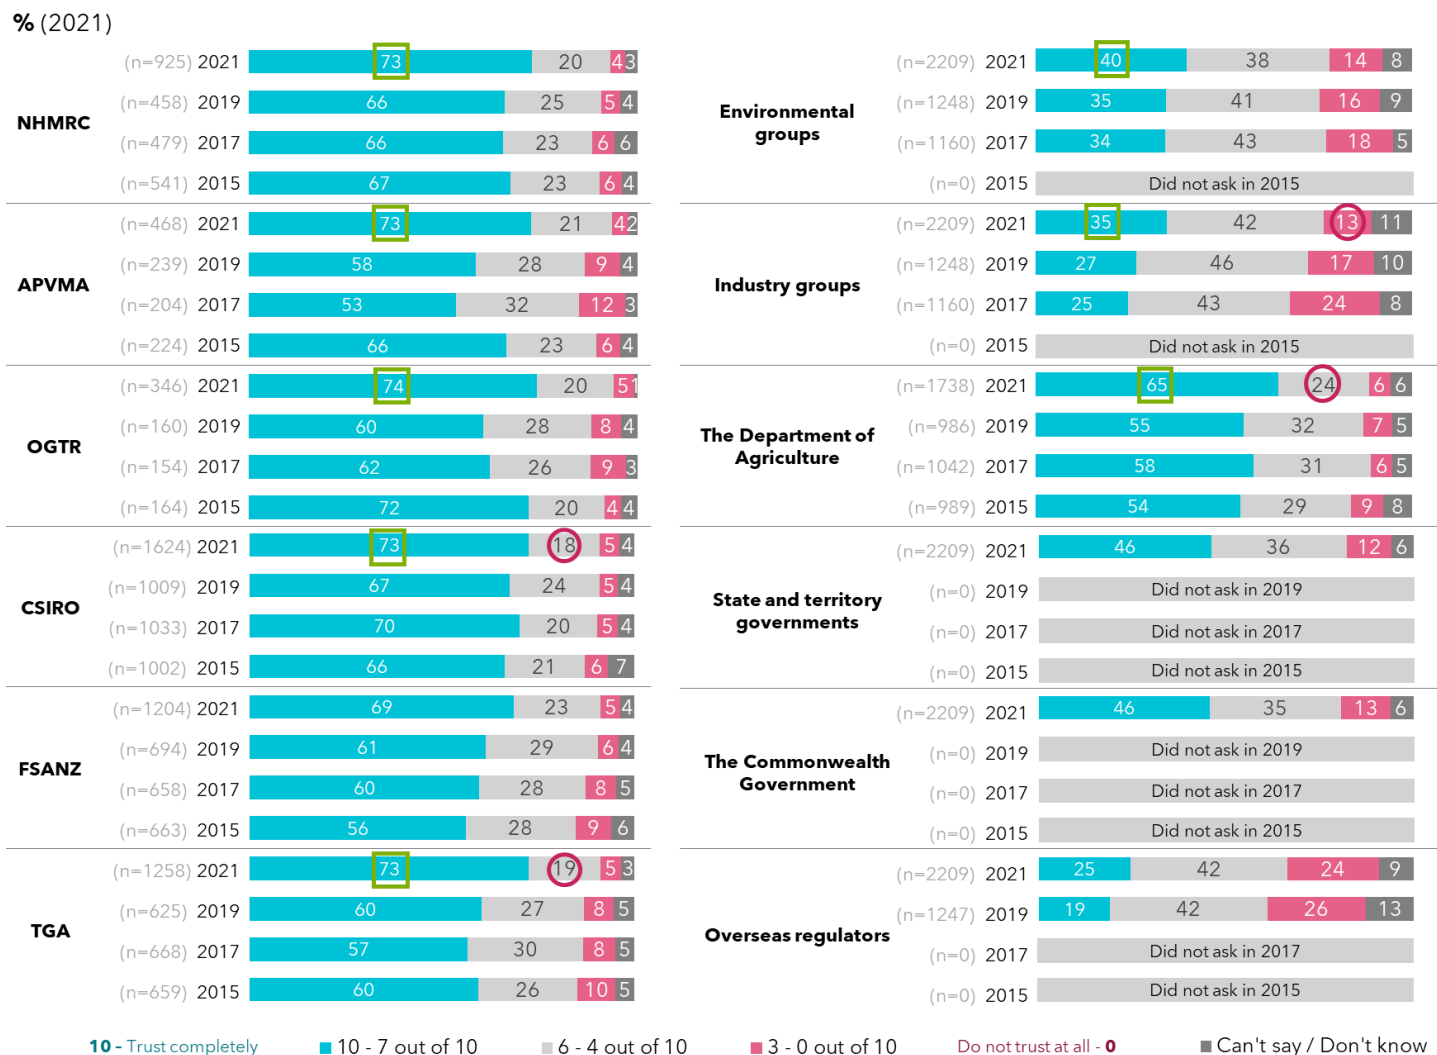 % (2021)
NHMRC
(n=925) 2021 73 20 4 3
(n=458) 2019 66 25 5 4
(n=479) 2017 66 23 6 6
(n=541) 2015 67 23 6 4
APVMA
(n=468) 2021 73 21 4 2
(n=239) 2019 58 28 9 4
(n=204) 2017 53 32 12 3
(n=224) 2015 66 23 6 4
OGTR
(n=346) 2021 74 20 5 1
(n=160) 2019 60 28 8 4
(n=154) 2017 62 26 9 3
(n=164) 2015 72 20 4 4
CSIRO
(n=1624) 2021 73 18 5 4
(n=1009) 2019 67 24 5 4
(n=1033) 2017 70 20 5 4
(n=1002) 2015 66 21 6 7
FSANZ
(n=1204) 2021 69 23 5 4
(n=694) 2019 61 29 6 4
(n=658) 2017 60 28 8 5
(n=663) 2015 56 28 9 6
TGA
(n=1258) 2021 73 19 5 3
(n=625) 2019 60 27 8 5
(n=668) 2017 57 30 8 5
(n=659) 2015 60 26 10 5
Environmental
groups
(n=2209) 2021 40 38 14 8
(n=1248) 2019 35 41 16 9
(n=1160) 2017 34 43 18 5
(n=0) 2015 Did not ask in 2015
Industry groups
(n=2209) 2021 35 42 13 11
(n=1248) 2019 27 46 17 10
(n=1160) 2017 25 43 24 8
(n=0) 2015 Did not ask in 2015
The Department of
Agriculture
(n=1738) 2021 65 24 6 6
(n=986) 2019 55 32 7 5
(n=1042) 2017 58 31 6 5
(n=989) 2015 54 29 9 8
State and territory
governments
(n=2209) 2021 46 36 12 6
(n=0) 2019 Did not ask in 2019
(n=0) 2017 Did not ask in 2017
(n=0) 2015 Did not ask in 2015
The Commonwealth
Government
(n=2209) 2021 46 35 13 6
(n=0) 2019 Did not ask in 2019
(n=0) 2017 Did not ask in 2017
(n=0) 2015 Did not ask in 2015
Overseas regulators
(n=2209) 2021 25 42 24 9
(n=1247) 2019 19 42 26 13
(n=0) 2017 Did not ask in 2017
(n=0) 2015 Did not ask in 2015
10 – Trust completely 10 - 7 out of 10 6 - 4 out of 10 3 - 0 out of 10 Do not trust at all - 0 Can't say / Don't know